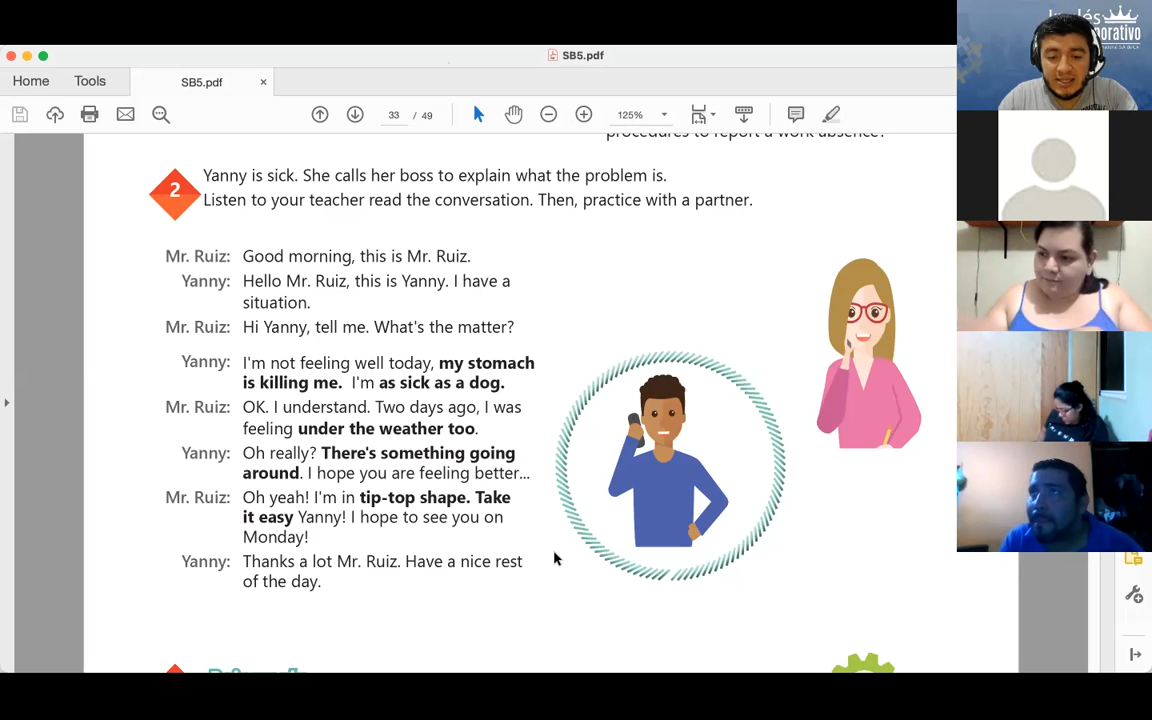 SB5.pdf
Home
Tools
SB5.pdf
33 / 49
125%
procedures to report a work absence?
2
Yanny is sick. She calls her boss to explain what the problem is.
Listen to your teacher read the conversation. Then, practice with a partner.
Mr. Ruiz: Good morning, this is Mr. Ruiz.
Yanny: Hello Mr. Ruiz, this is Yanny. I have a
situation.
Mr. Ruiz: Hi Yanny, tell me. What's the matter?
Yanny: I'm not feeling well today, my stomach
is killing me. I'm as sick as a dog.
Mr. Ruiz: OK. I understand. Two days ago, I was
feeling under the weather too.
Yanny: Oh really? There's something going
around. I hope you are feeling better...
Mr. Ruiz: Oh yeah! I'm in tip-top shape. Take
it easy Yanny! I hope to see you on
Monday!
Yanny: Thanks a lot Mr. Ruiz. Have a nice rest
of the day.